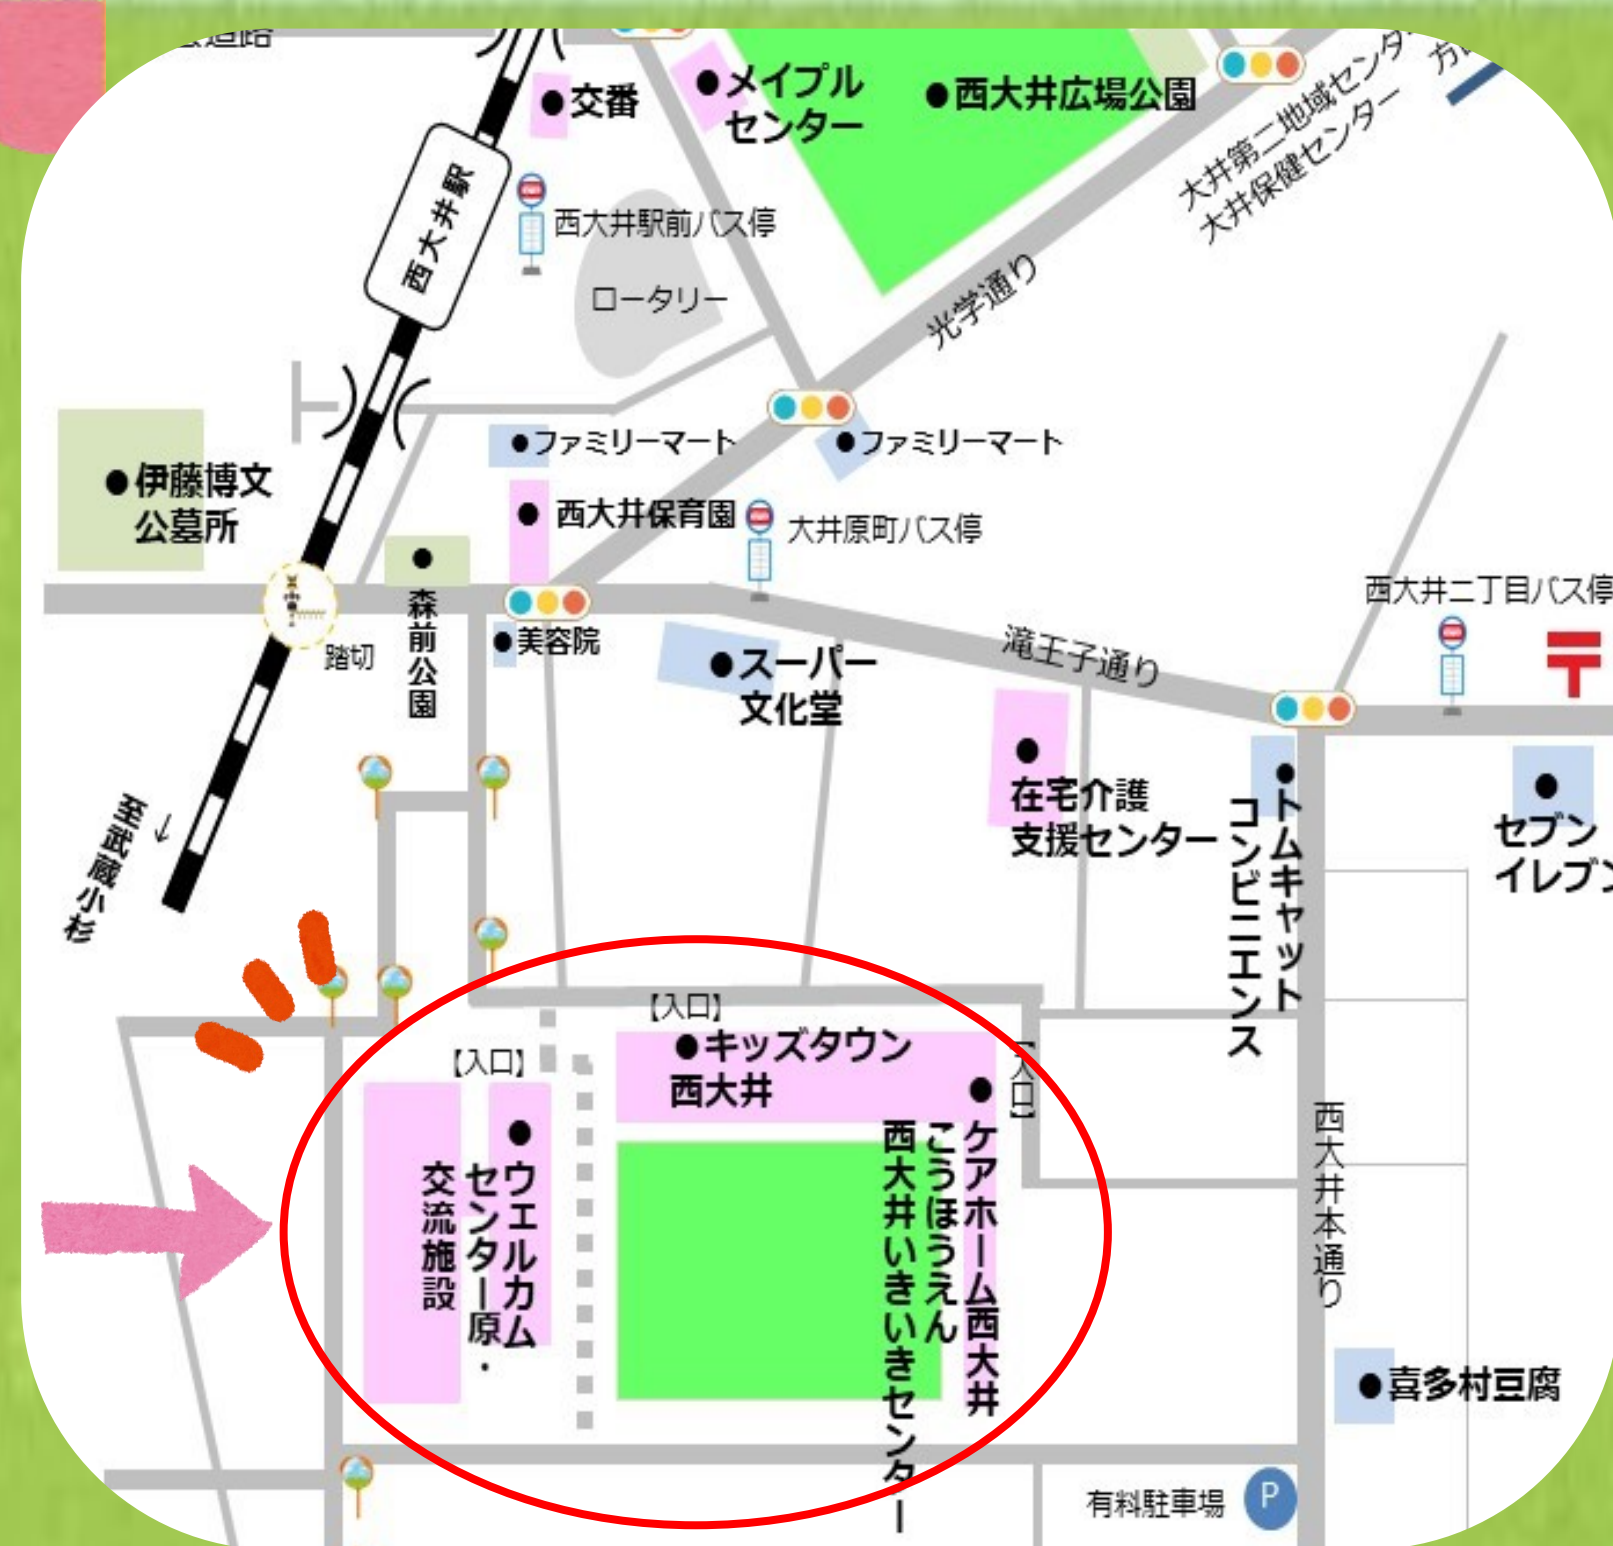 道路
交番
メイプル
センター
西大井広場公園
大井第二地域センター
大井保健センター
西大井駅
西大井駅前バス停
ロータリー
光学通り
伊藤博文
公墓所
ファミリーマート
ファミリーマート
西大井保育園
大井原町バス停
森前公園
踏切
美容院
スーパー
文化堂
滝王子通り
西大井二丁目バス停
〒
至武蔵小杉
↓
在宅介護
支援センター
トムキャット
コンビニエンス
セブン
イレブン
【入口】
キッズタウン
西大井
【入口】
【入口】
ウエルカム
センター原・
交流施設
ケアホーム西大井
こうほうえん
西大井いきいきセンター
西大井本通り
喜多村豆腐
有料駐車場
P